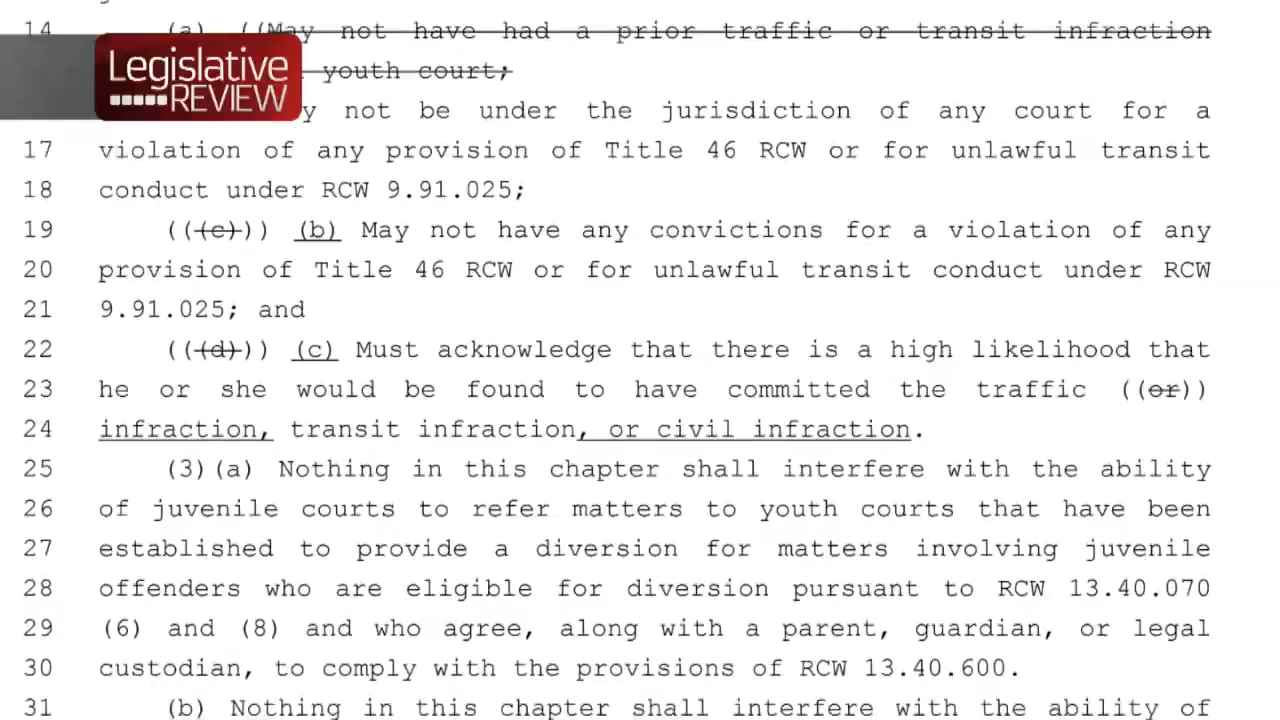 14 (a) ((May not have had a prior traffic or transit infraction
Legislative
REVIEW
youth court;
y not be under the jurisdiction of any court for a
17 violation of any provision of Title 46 RCW or for unlawful transit
18 conduct under RCW 9.91.025;
19 (((c))) (b) May not have any convictions for a violation of any
20 provision of Title 46 RCW or for unlawful transit conduct under RCW
21 9.91.025; and
22 (((d))) (c) Must acknowledge that there is a high likelihood that
23 he or she would be found to have committed the traffic ((or))
24 infraction, transit infraction, or civil infraction.
25 (3)(a) Nothing in this chapter shall interfere with the ability
26 of juvenile courts to refer matters to youth courts that have been
27 established to provide a diversion for matters involving juvenile
28 offenders who are eligible for diversion pursuant to RCW 13.40.070
29 (6) and (8) and who agree, along with a parent, guardian, or legal
30 custodian, to comply with the provisions of RCW 13.40.600.
31 (b) Nothing in this chapter shall interfere with the ability of